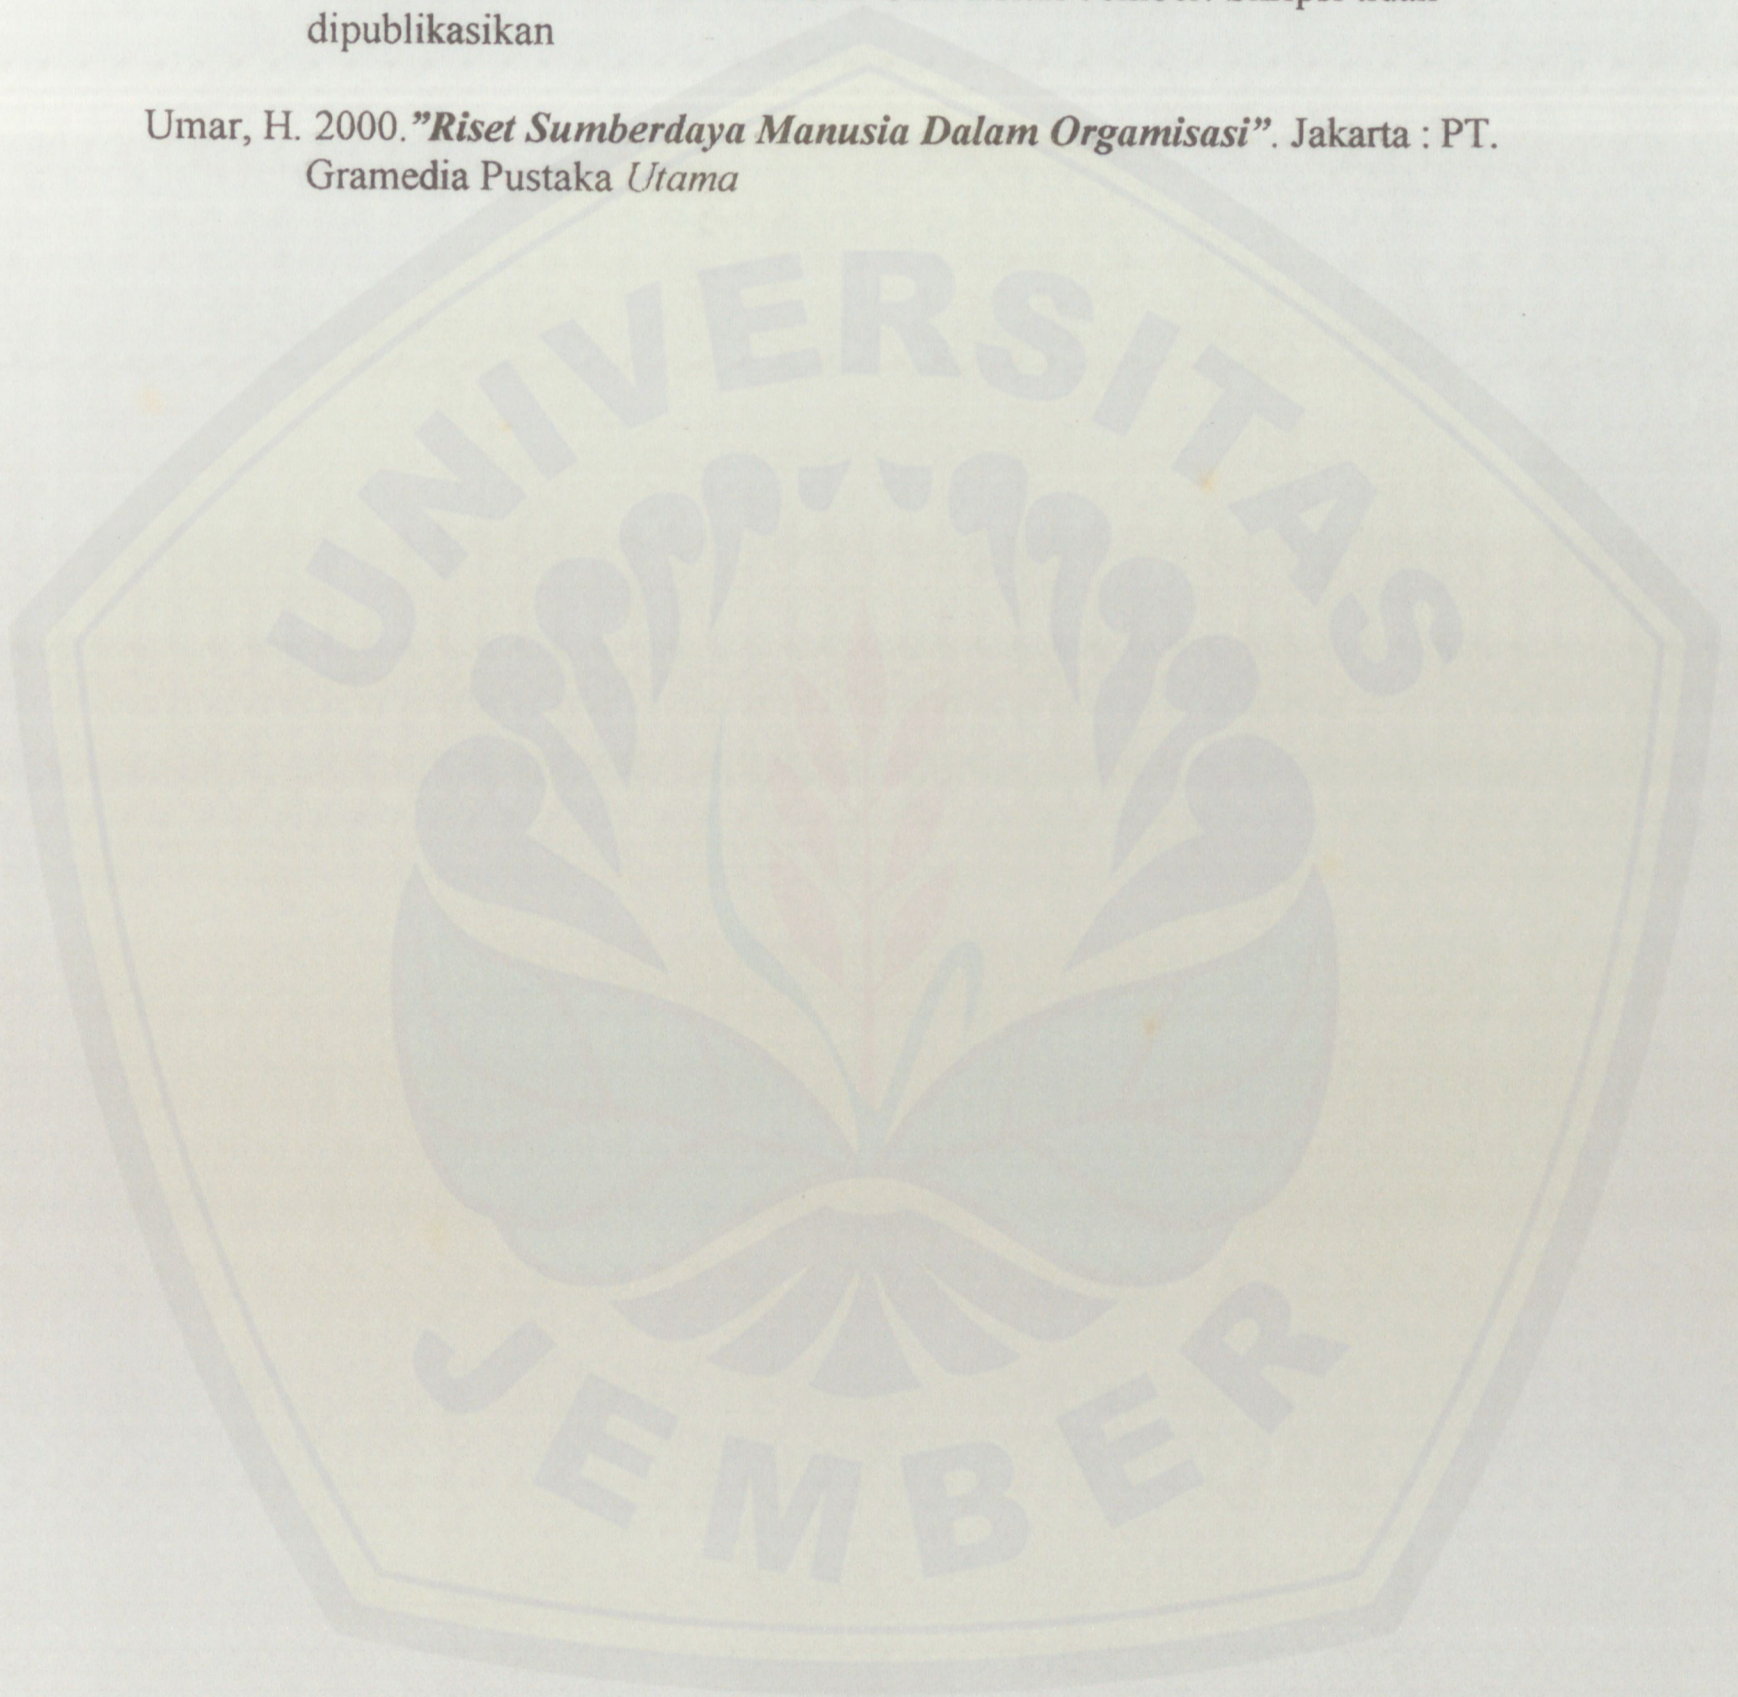 dipublikasikan
Umar, H. 2000.”Riset Sumberdaya Manusia Dalam Orgamisasi”. Jakarta : PT.
Gramedia Pustaka Utama
UNIVERSITAS
JEMBER